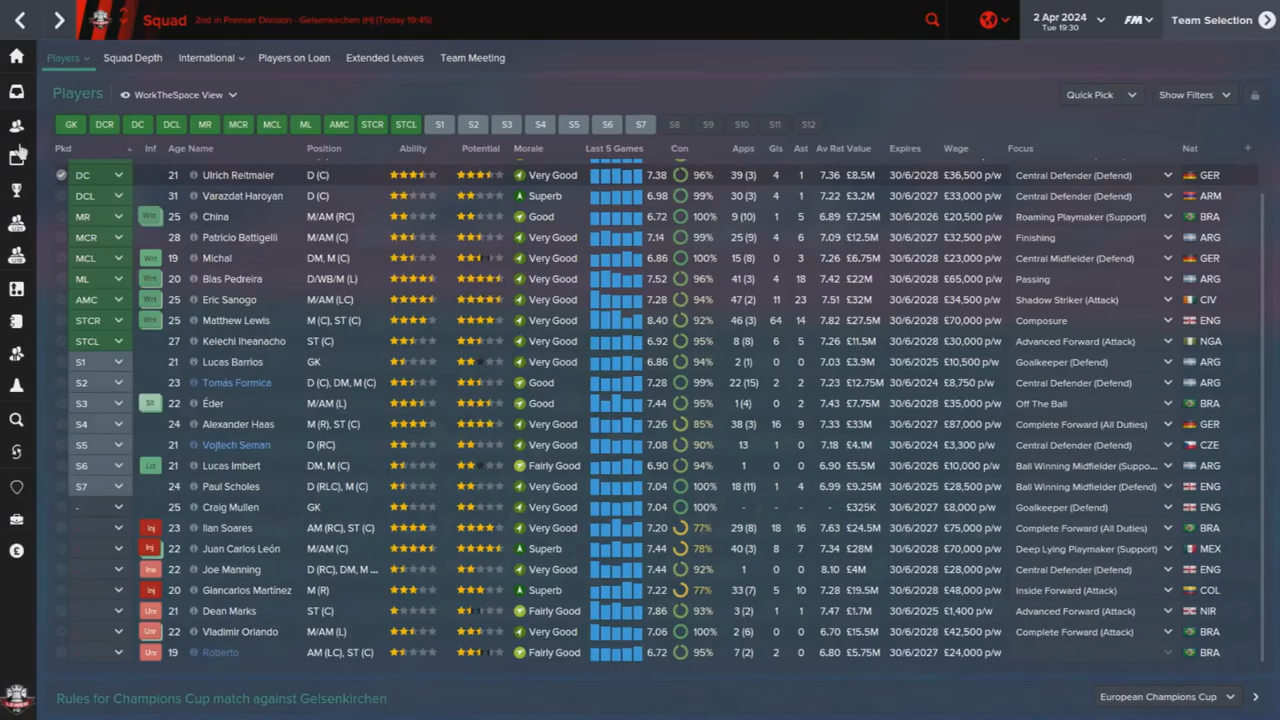 Squad 2nd in Premier Division - Gelsenkirchen (H) (Today 19:45) 2 Apr 2024 Tue 19:30 FM Team Selection
Players Squad Depth International Players on Loan Extended Leaves Team Meeting
Players WorkTheSpace View Quick Pick Show Filters
GK DCR DC DCL MR MCR MCL ML AMC STCR STCL S1 S2 S3 S4 S5 S6 S7 S8 S9 S10 S11 S12
Pkd Inf Age Name Position Ability Potential Morale Last 5 Games Con Apps Gls Ast Av Rat Value Expires Wage Focus Nat
DC 21 Ulrich Reitmaier D (C) Very Good 7.38 96% 39 (3) 4 1 7.36 £8.5M 30/6/2028 £36,500 p/w Central Defender (Defend) GER
DCL 31 Varazdat Haroyan D (C) Superb 6.98 99% 30 (3) 4 1 7.22 £3.2M 30/6/2027 £33,000 p/w Central Defender (Defend) ARM
MR Wnt 25 China M/AM (RC) Good 6.72 100% 9 (10) 1 5 6.89 £7.25M 30/6/2026 £20,500 p/w Roaming Playmaker (Support) BRA
MCR 28 Patricio Battigelli M/AM (C) Very Good 7.14 99% 25 (9) 4 6 7.09 £12.5M 30/6/2027 £32,500 p/w Finishing ARG
MCL Wnt 19 Michal DM, M (C) Very Good 6.86 100% 15 (8) 0 3 7.26 £6.75M 30/6/2028 £23,000 p/w Central Midfielder (Defend) GER
ML Wnt 20 Blas Pedreira D/WB/M (L) Very Good 7.52 96% 41 (3) 4 18 7.42 £22M 30/6/2028 £65,000 p/w Passing ARG
AMC Wnt 25 Eric Sanogo M/AM (LC) Very Good 7.28 94% 47 (2) 11 23 7.51 £32M 30/6/2028 £34,500 p/w Shadow Striker (Attack) CIV
STCR Wnt 25 Matthew Lewis M (C), ST (C) Very Good 8.40 92% 46 (3) 64 14 7.82 £27.5M 30/6/2028 £70,000 p/w Composure ENG
STCL 27 Kelechi Iheanacho ST (C) Very Good 6.92 95% 8 (8) 6 5 7.26 £11.5M 30/6/2028 £30,000 p/w Advanced Forward (Attack) NGA
S1 21 Lucas Barrios GK Very Good 6.86 94% 2 (1) 0 0 7.03 £3.9M 30/6/2025 £10,500 p/w Goalkeeper (Defend) ARG
S2 23 Tomás Formica D (C), DM, M (C) Good 7.28 99% 22 (15) 2 2 7.23 £12.75M 30/6/2024 £8,750 p/w Central Defender (Defend) ARG
S3 Slt 22 Éder M/AM (L) Good 7.44 95% 1 (4) 0 2 7.43 £7.75M 30/6/2028 £35,000 p/w Off The Ball BRA
S4 24 Alexander Haas M (R), ST (C) Very Good 7.26 85% 38 (3) 16 9 7.33 £33M 30/6/2028 £87,000 p/w Complete Forward (All Duties) GER
S5 21 Vojtech Seman D (RC) Very Good 7.08 90% 13 1 0 7.18 £4.1M 30/6/2024 £3,300 p/w Central Defender (Defend) CZE
S6 Lst 21 Lucas Imbert DM, M (C) Fairly Good 6.90 94% 1 0 0 6.90 £5.5M 30/6/2026 £10,000 p/w Ball Winning Midfielder (Suppo... ARG
S7 24 Paul Scholes D (RLC), M (C) Very Good 7.04 100% 18 (11) 1 4 6.99 £9.25M 30/6/2025 £28,500 p/w Ball Winning Midfielder (Defend) ENG
- 25 Craig Mullen GK Very Good 7.04 100% - - - - £325K 30/6/2027 £8,000 p/w Goalkeeper (Defend) ENG
Inj 23 Ilan Soares AM (RC), ST (C) Very Good 7.20 77% 29 (8) 18 16 7.63 £24.5M 30/6/2027 £75,000 p/w Complete Forward (All Duties) BRA
Inj 22 Juan Carlos León M/AM (C) Superb 7.44 78% 40 (3) 8 7 7.34 £28M 30/6/2028 £70,000 p/w Deep Lying Playmaker (Support) MEX
Ine 22 Joe Manning D (RC), DM, M ... Very Good 7.44 92% 1 0 0 8.10 £4M 30/6/2028 £28,000 p/w Central Defender (Defend) ENG
Inj 20 Giancarlos Martínez M (R) Superb 7.22 77% 33 (7) 5 10 7.28 £19.5M 30/6/2028 £48,000 p/w Inside Forward (Attack) COL
Unr 21 Dean Marks ST (C) Fairly Good 7.86 93% 3 (2) 1 1 7.47 £1.7M 30/6/2025 £1,400 p/w Advanced Forward (Attack) NIR
Unr 22 Vladimir Orlando M/AM (L) Very Good 7.06 100% 2 (6) 0 0 6.70 £15.5M 30/6/2028 £42,500 p/w Complete Forward (Attack) BRA
Unr 19 Roberto AM (LC), ST (C) Fairly Good 6.72 95% 7 (2) 2 0 6.80 £5.75M 30/6/2027 £24,000 p/w BRA
Rules for Champions Cup match against Gelsenkirchen European Champions Cup